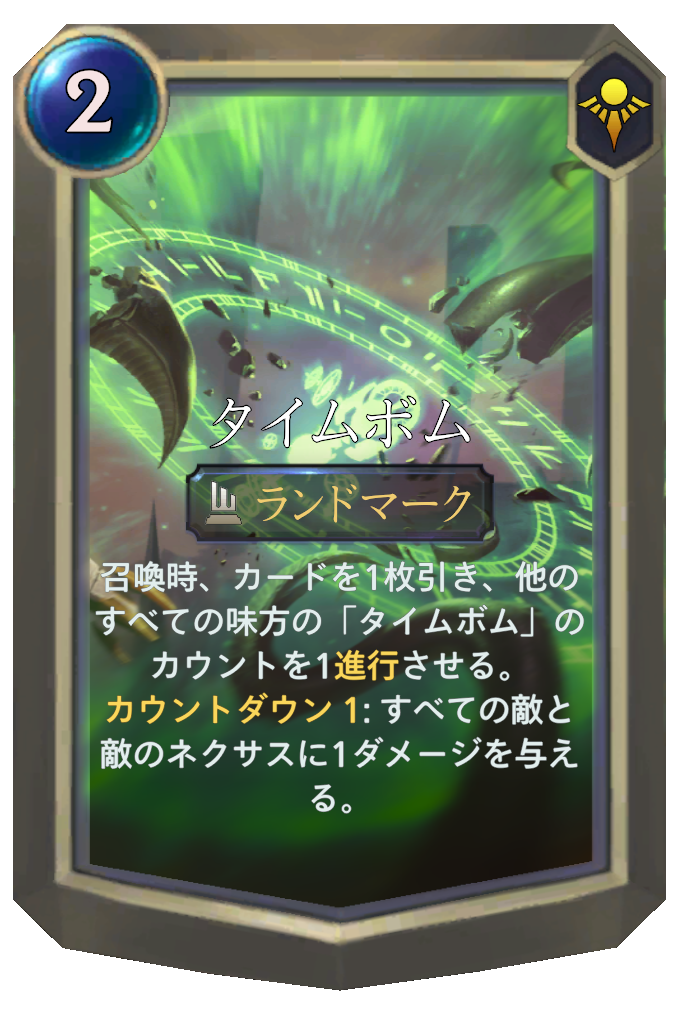 2
タイムボム
ランドマーク
召喚時、カードを1枚引き、他の
すべての味方の「タイムボム」の
カウントを1進行させる。
カウントダウン 1: すべての敵と
敵のネクサスに1ダメージを与え
る。